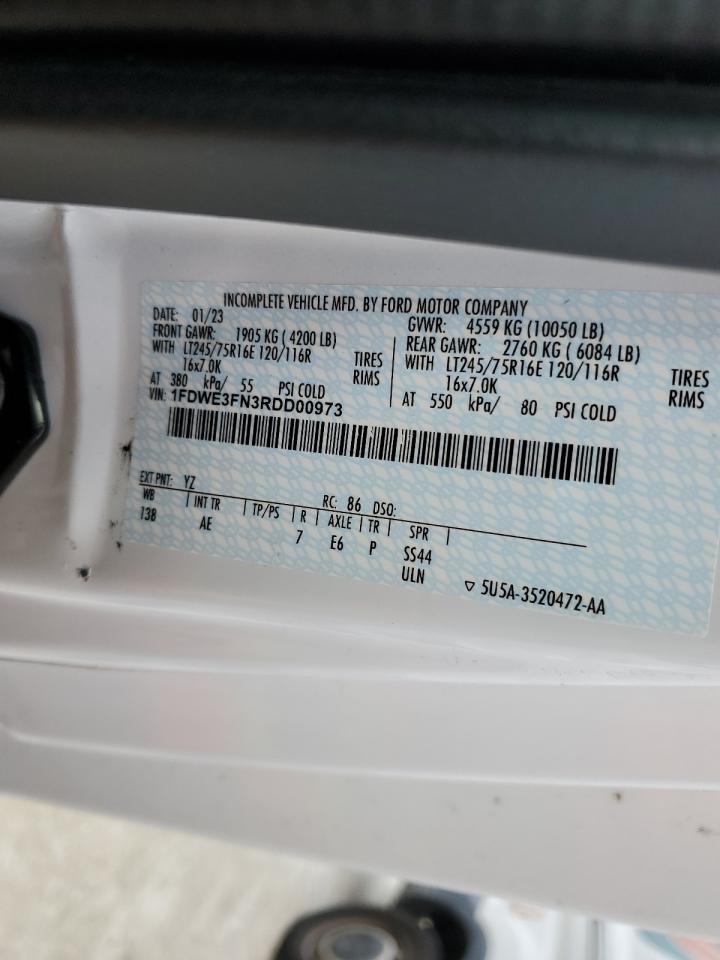 INCOMPLETE VEHICLE MFD. BY FORD MOTOR COMPANY
DATE: 01/23 GVWR: 4559 KG (10050 LB)
FRONT GAWR: 1905 KG ( 4200 LB) REAR GAWR: 2760 KG ( 6084 LB)
WITH LT245/75R16E 120/116R TIRES WITH LT245/75R16E 120/116R TIRES
16x7.0K RIMS 16x7.0K RIMS
AT 380 kPa/ 55 PSI COLD AT 550 kPa/ 80 PSI COLD
VIN: 1FDWE3FN3RDD00973
EXT PNT: YZ RC: 86 DSO:
WB INT TR TP/PS R AXLE TR SPR
138 AE 7 E6 P SS44
ULN
▽ 5U5A-3520472-AA